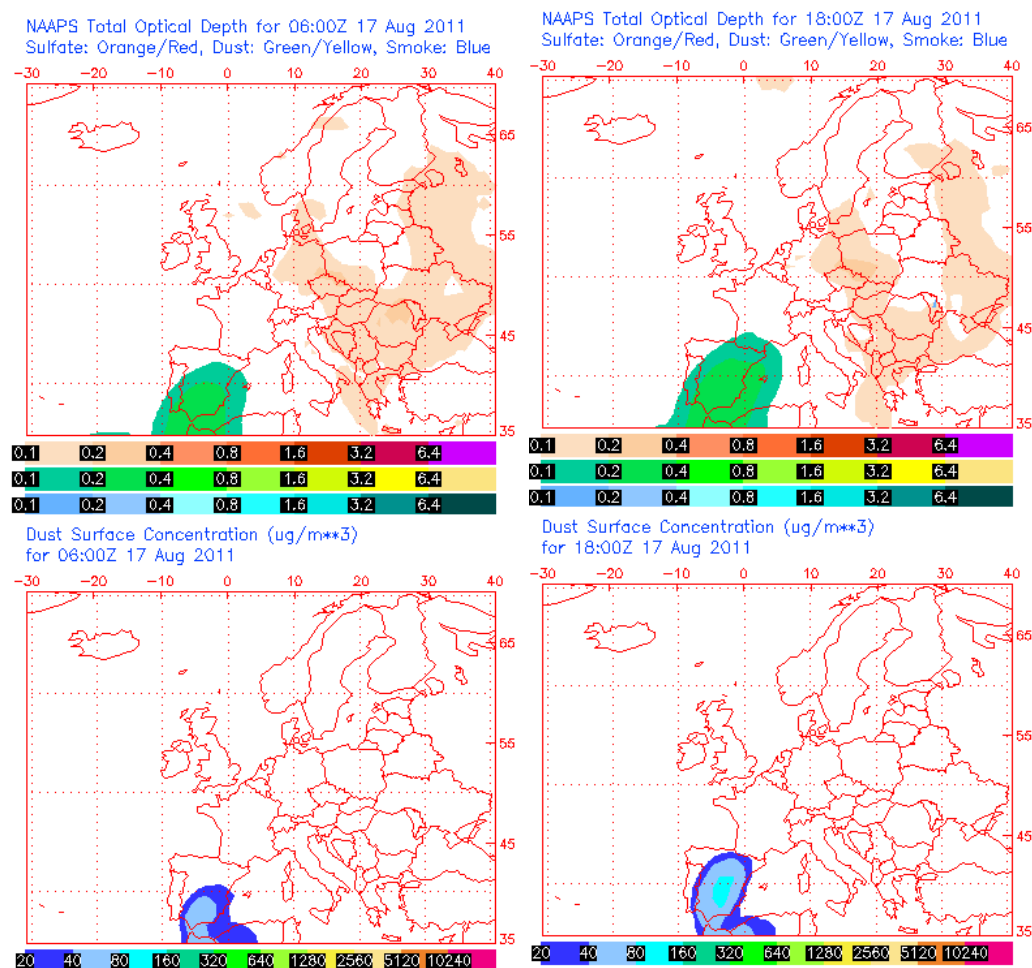 NAAPS Total Optical Depth for 06:00Z 17 Aug 2011
Sulfate: Orange/Red, Dust: Green/Yellow, Smoke: Blue
-30 -20 -10 0 10 20 30 40
65
55
45
35
0.1 0.2 0.4 0.8 1.6 3.2 6.4
0.1 0.2 0.4 0.8 1.6 3.2 6.4
0.1 0.2 0.4 0.8 1.6 3.2 6.4
NAAPS Total Optical Depth for 18:00Z 17 Aug 2011
Sulfate: Orange/Red, Dust: Green/Yellow, Smoke: Blue
-30 -20 -10 0 10 20 30 40
65
55
45
35
0.1 0.2 0.4 0.8 1.6 3.2 6.4
0.1 0.2 0.4 0.8 1.6 3.2 6.4
0.1 0.2 0.4 0.8 1.6 3.2 6.4
Dust Surface Concentration (ug/m**3)
for 06:00Z 17 Aug 2011
-30 -20 -10 0 10 20 30 40
65
55
45
35
20 40 80 160 320 640 1280 2560 5120 10240
Dust Surface Concentration (ug/m**3)
for 18:00Z 17 Aug 2011
-30 -20 -10 0 10 20 30 40
65
55
45
35
20 40 80 160 320 640 1280 2560 5120 10240